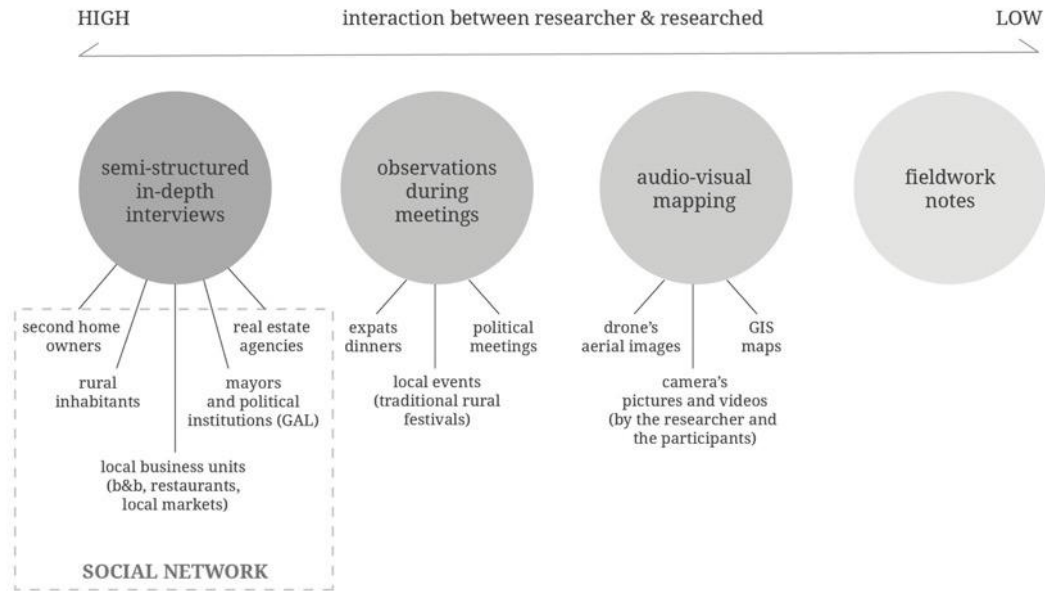 HIGH
interaction between researcher & researched
LOW
semi-structured
in-depth
interviews
observations
during
meetings
audio-visual
mapping
fieldwork
notes
second home
owners
rural
inhabitants
local business units
(b&b, restaurants,
local markets)
mayors
and political
institutions (GAL)
real estate
agencies
expats
dinners
local events
(traditional rural
festivals)
political
meetings
drone's
aerial images
camera's
pictures and videos
(by the researcher and
the participants)
GIS
maps
SOCIAL NETWORK